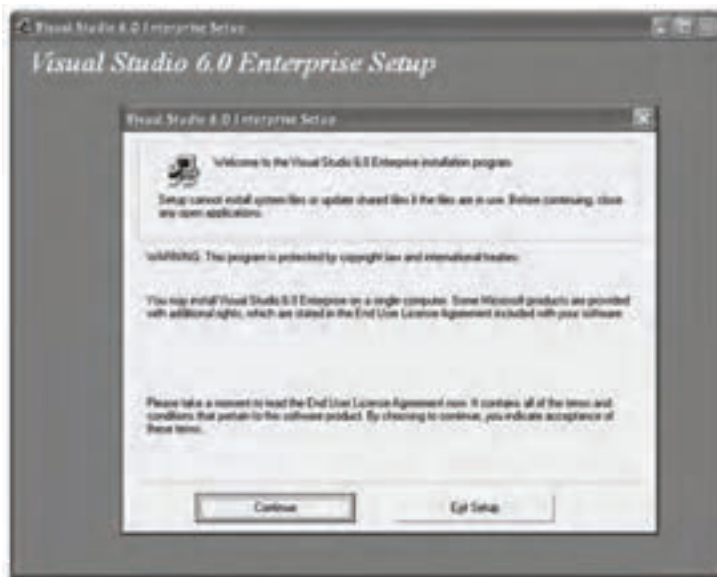 Visual Studio 6.0 Enterprise Setup
Visual Studio 6.0 Enterprise Setup
Visual Studio 6.0 Enterprise Setup
Welcome to the Visual Studio 6.0 Enterprise installation program.
Setup cannot install system files or update shared files if the files are in use. Before continuing, close
any open applications.
WARNING: This program is protected by copyright law and international treaties.
You may install Visual Studio 6.0 Enterprise on a single computer. Some Microsoft products are provided
with additional rights, which are stated in the End User License Agreement included with your software.
Please take a moment to read the End User License Agreement now. It contains all of the terms and
conditions that pertain to this software product. By choosing to continue, you indicate acceptance of
these terms.
Continue
Exit Setup